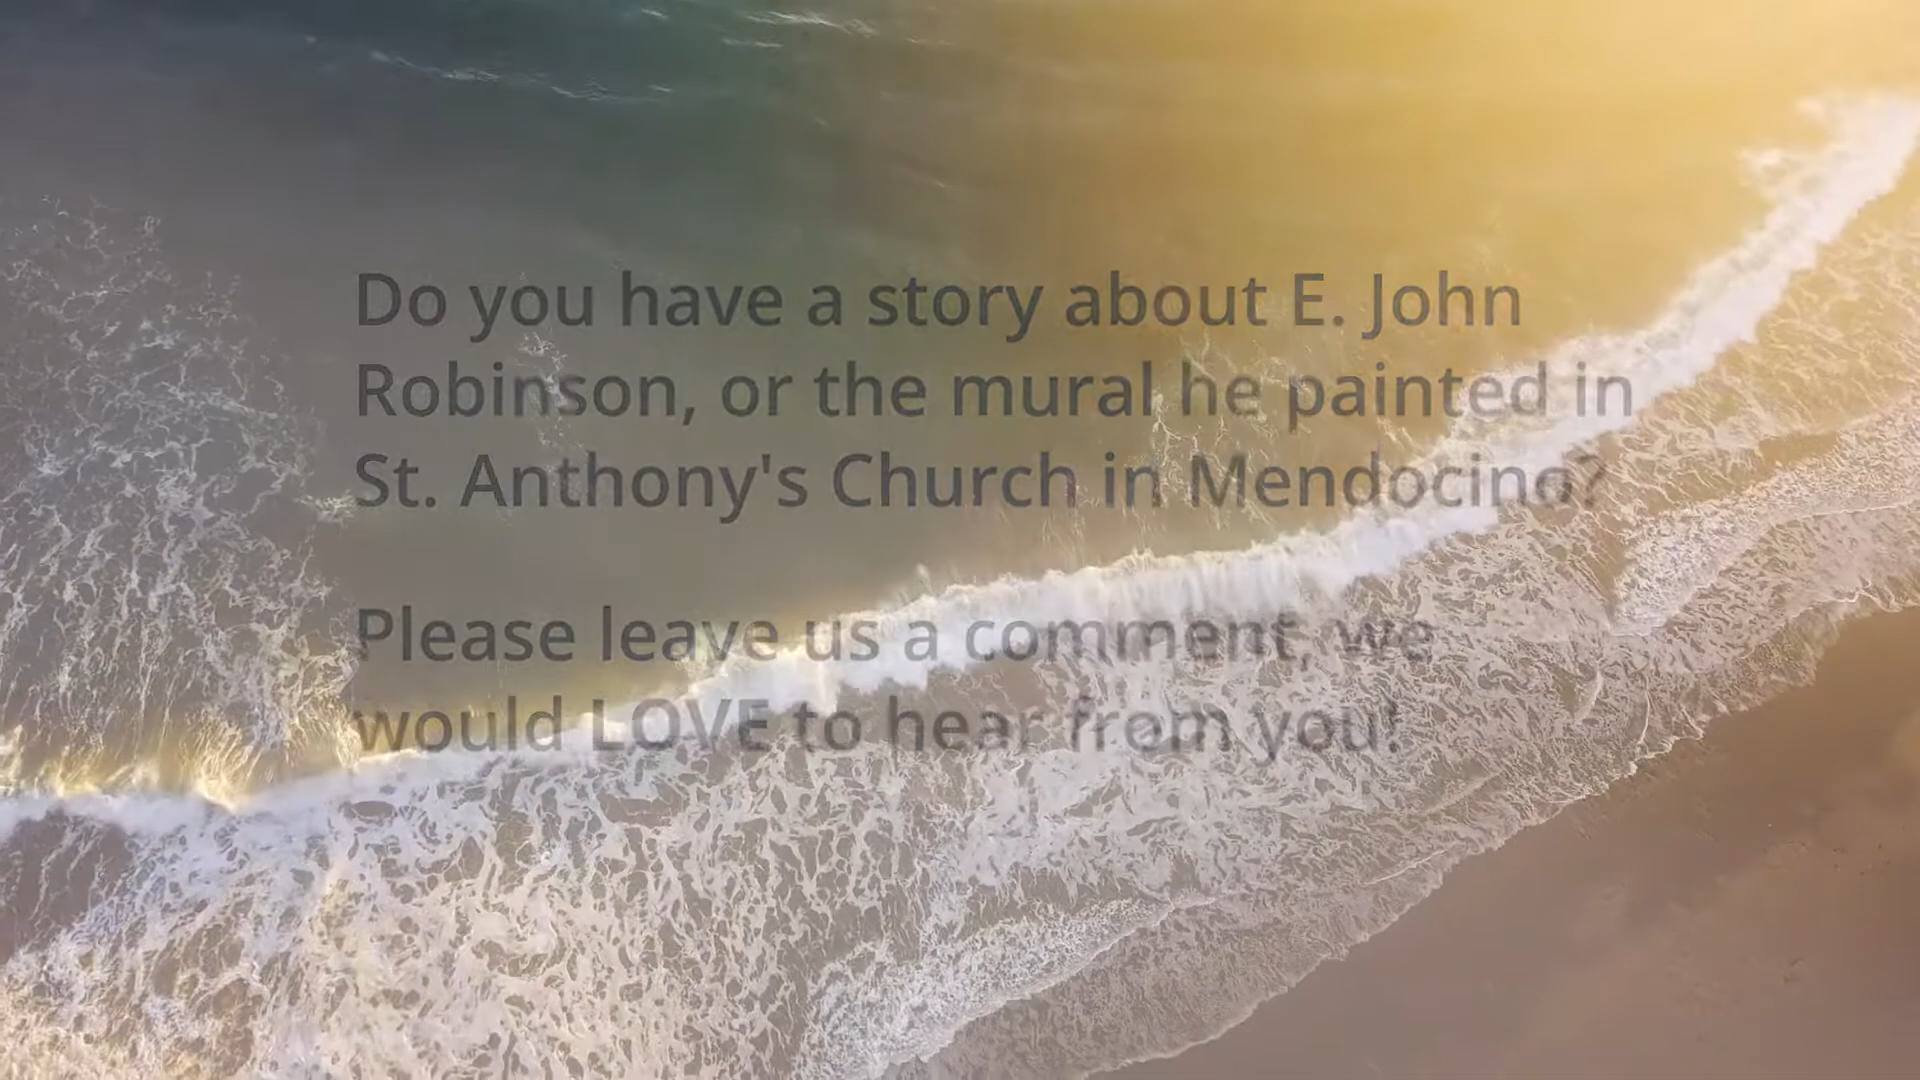 Do you have a story about E. John
Robinson, or the mural he painted in
St. Anthony's Church in Mendocino?
Please leave us a comment, we
would LOVE to hear from you!